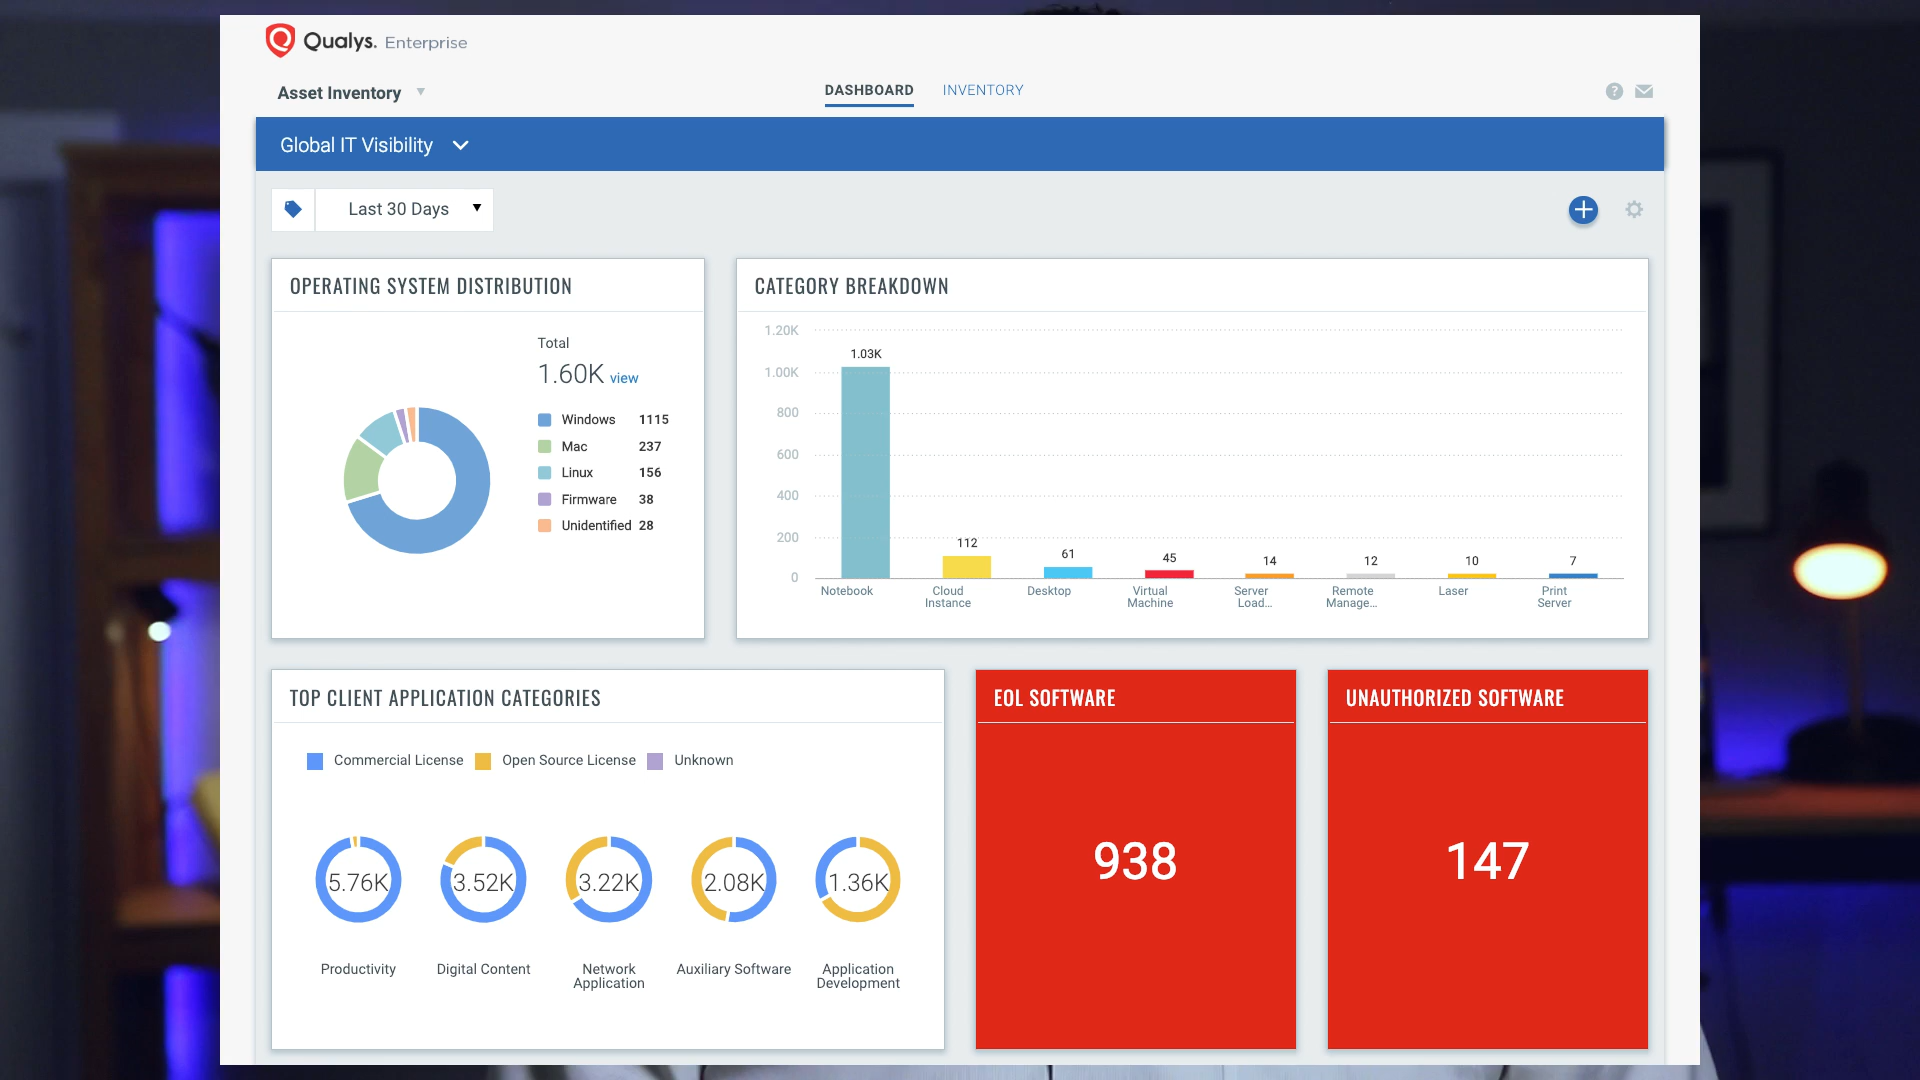 Qualys. Enterprise
Asset Inventory
DASHBOARD
INVENTORY
?
Global IT Visibility
Last 30 Days
OPERATING SYSTEM DISTRIBUTION
Total
1.60K view
Windows 1115
Mac 237
Linux 156
Firmware 38
Unidentified 28
CATEGORY BREAKDOWN
1.20K
1.00K
800
600
400
200
0
1.03K
112
61
45
14
12
10
7
Notebook
Cloud
Instance
Desktop
Virtual
Machine
Server
Load...
Remote
Manage...
Laser
Print
Server
TOP CLIENT APPLICATION CATEGORIES
Commercial License
Open Source License
Unknown
5.76K
3.52K
3.22K
2.08K
1.36K
Productivity
Digital Content
Network
Application
Auxiliary Software
Application
Development
EOL SOFTWARE
938
UNAUTHORIZED SOFTWARE
147